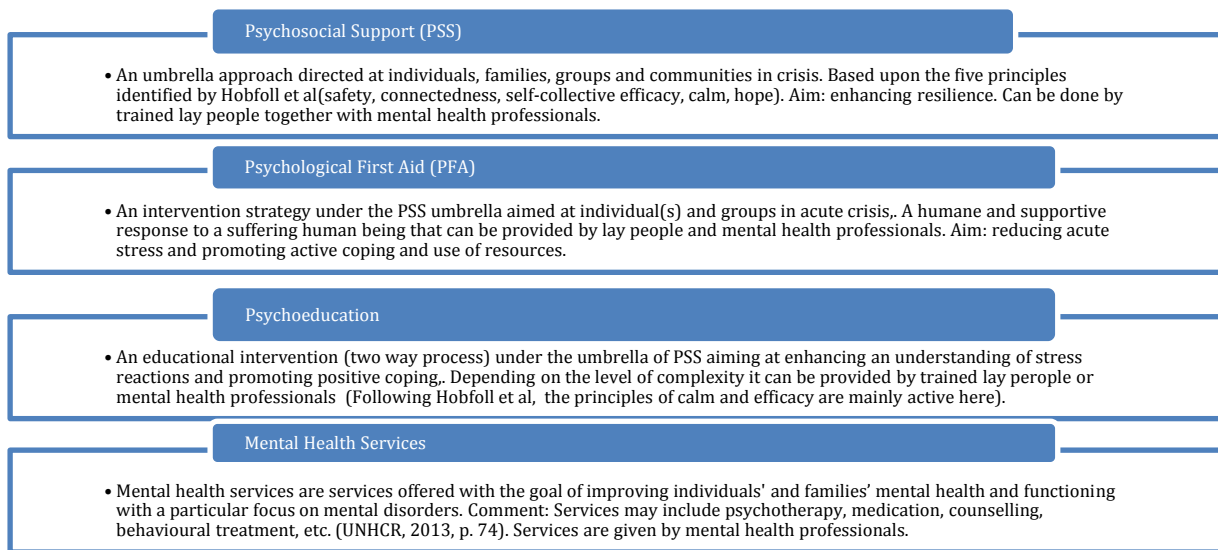 Psychosocial Support (PSS)
• An umbrella approach directed at individuals, families, groups and communities in crisis. Based upon the five principles
identified by Hobfoll et al(safety, connectedness, self-collective efficacy, calm, hope). Aim: enhancing resilience. Can be done by
trained lay people together with mental health professionals.
Psychological First Aid (PFA)
• An intervention strategy under the PSS umbrella aimed at individual(s) and groups in acute crisis,. A humane and supportive
response to a suffering human being that can be provided by lay people and mental health professionals. Aim: reducing acute
stress and promoting active coping and use of resources.
Psychoeducation
• An educational intervention (two way process) under the umbrella of PSS aiming at enhancing an understanding of stress
reactions and promoting positive coping,. Depending on the level of complexity it can be provided by trained lay perople or
mental health professionals  (Following Hobfoll et al,  the principles of calm and efficacy are mainly active here).
Mental Health Services
• Mental health services are services offered with the goal of improving individuals' and families’ mental health and functioning
with a particular focus on mental disorders. Comment: Services may include psychotherapy, medication, counselling,
behavioural treatment, etc. (UNHCR, 2013, p. 74). Services are given by mental health professionals.